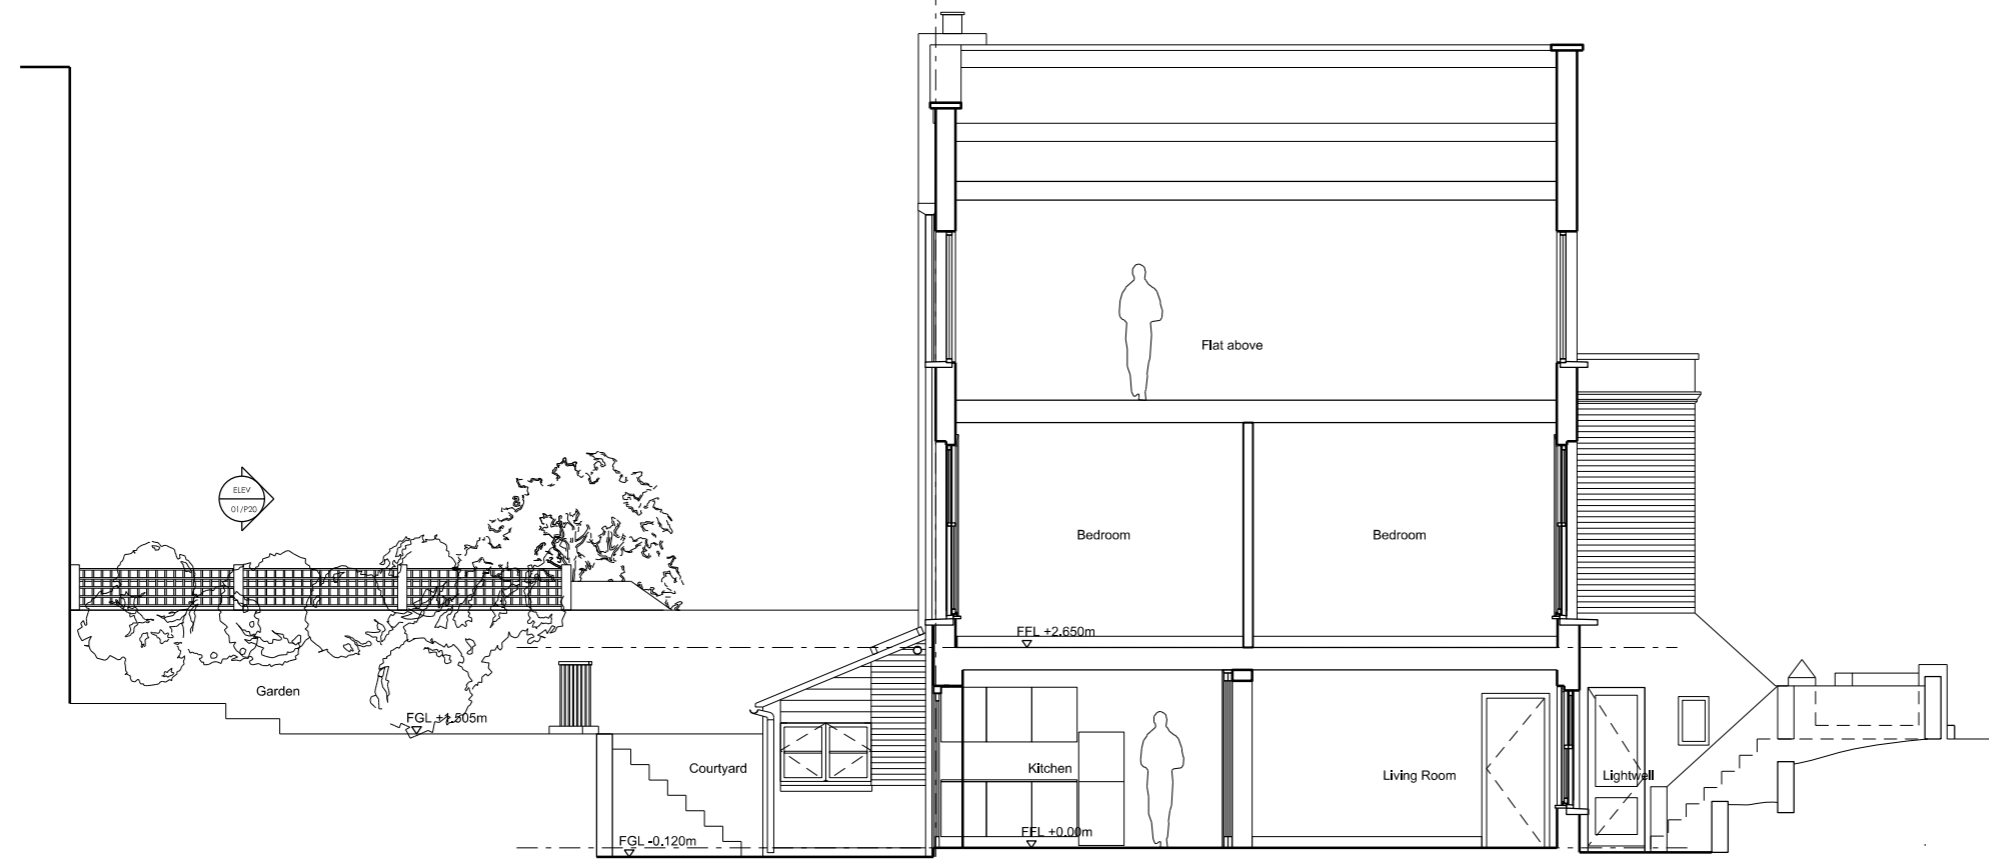 Flat above
ELEV
01/P20
Bedroom
Bedroom
FFL +2.650m
Garden
FGL +1.505m
Courtyard
Kitchen
Living Room
Lightwell
FGL -0.120m
FFL +0.00m